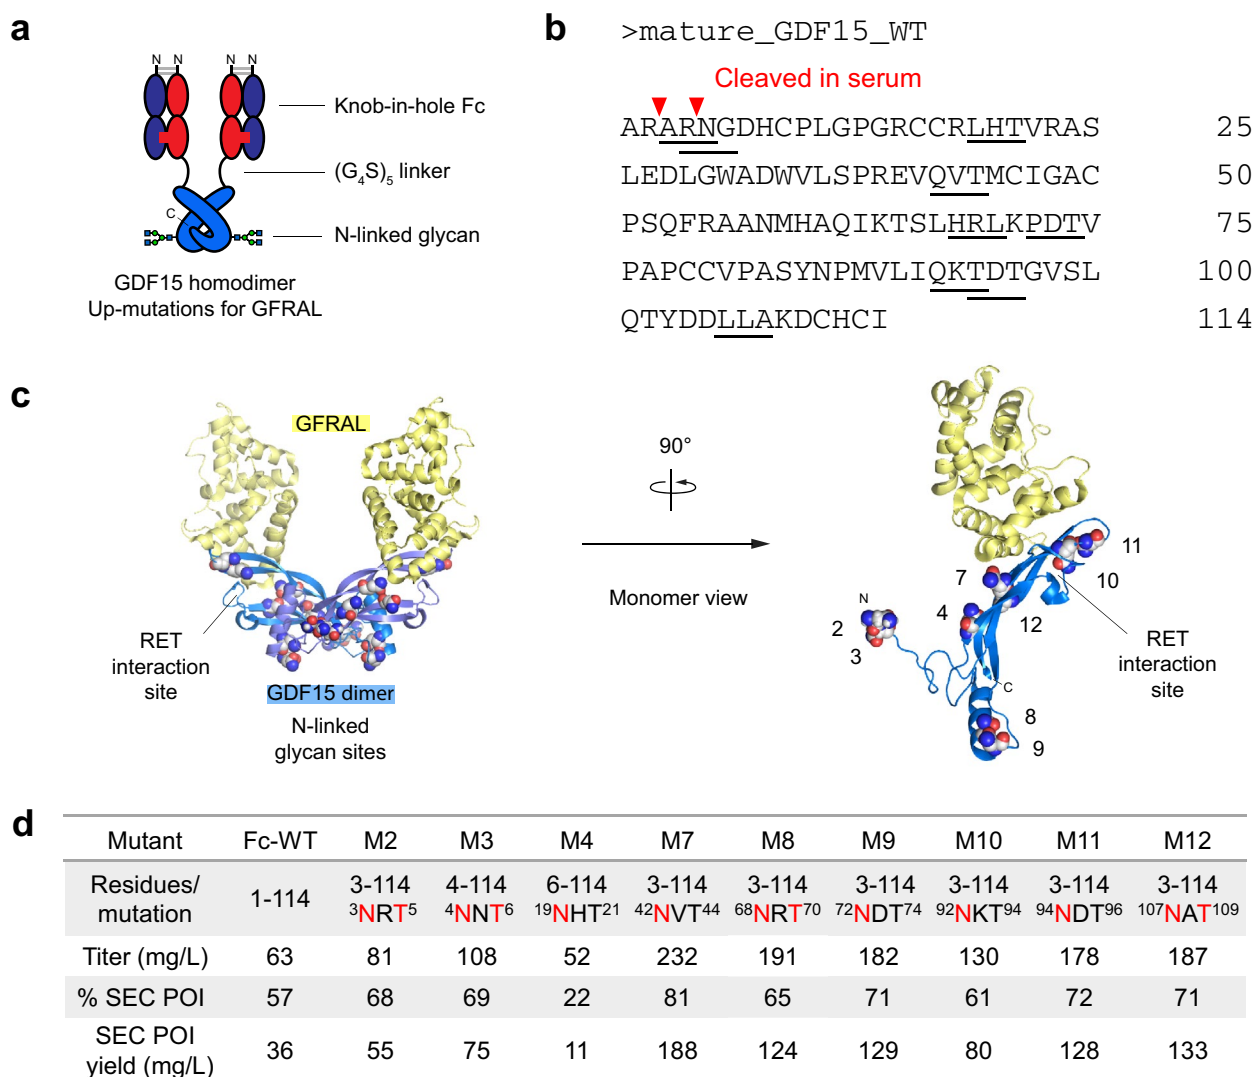 a
N N N N
Knob-in-hole Fc
(G₄S)₅ linker
C
N-linked glycan
GDF15 homodimer
Up-mutations for GFRAL
b
>mature_GDF15_WT
Cleaved in serum
ARARNGDHCPLGPGRCCRLHTVRAS 25
LEDLGWADWVLSPREVQVTMCIGAC 50
PSQFRAANMHAQIKTSLHRLKPDTV 75
PAPCCVPASYNPMVLIQKTDTGVSL 100
QTYDDLLAKDCHCI 114
c
GFRAL
RET
interaction
site
GDF15 dimer
N-linked
glycan sites
90°
Monomer view
N
2
3
4
7
11
10
12
C
8
9
RET
interaction
site
d
Mutant Fc-WT M2 M3 M4 M7 M8 M9 M10 M11 M12
Residues/ 3-114 4-114 6-114 3-114 3-114 3-114 3-114 3-114 3-114
mutation 1-114 ³NRT⁵ ⁴NNT⁶ ¹⁹NHT²¹ ⁴²NVT⁴⁴ ⁶⁸NRT⁷⁰ ⁷²NDT⁷⁴ ⁹²NKT⁹⁴ ⁹⁴NDT⁹⁶ ¹⁰⁷NAT¹⁰⁹
Titer (mg/L) 63 81 108 52 232 191 182 130 178 187
% SEC POI 57 68 69 22 81 65 71 61 72 71
SEC POI
yield (mg/L) 36 55 75 11 188 124 129 80 128 133